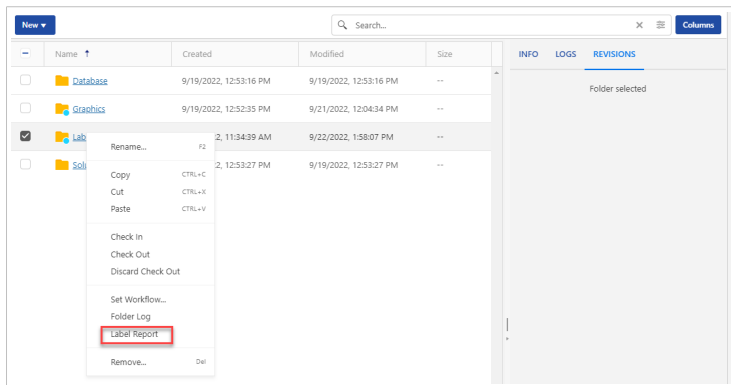 New
Search...
Columns
Name Created Modified Size
INFO LOGS REVISIONS
Database 9/19/2022, 12:53:16 PM 9/19/2022, 12:53:16 PM --
Folder selected
Graphics 9/19/2022, 12:52:35 PM 9/21/2022, 12:04:34 PM --
Lab 2, 11:34:39 AM 9/22/2022, 1:58:07 PM --
Rename... F2
Solu 2, 12:53:27 PM 9/19/2022, 12:53:27 PM --
Copy CTRL+C
Cut CTRL+X
Paste CTRL+V
Check In
Check Out
Discard Check Out
Set Workflow...
Folder Log
Label Report
Remove... Del